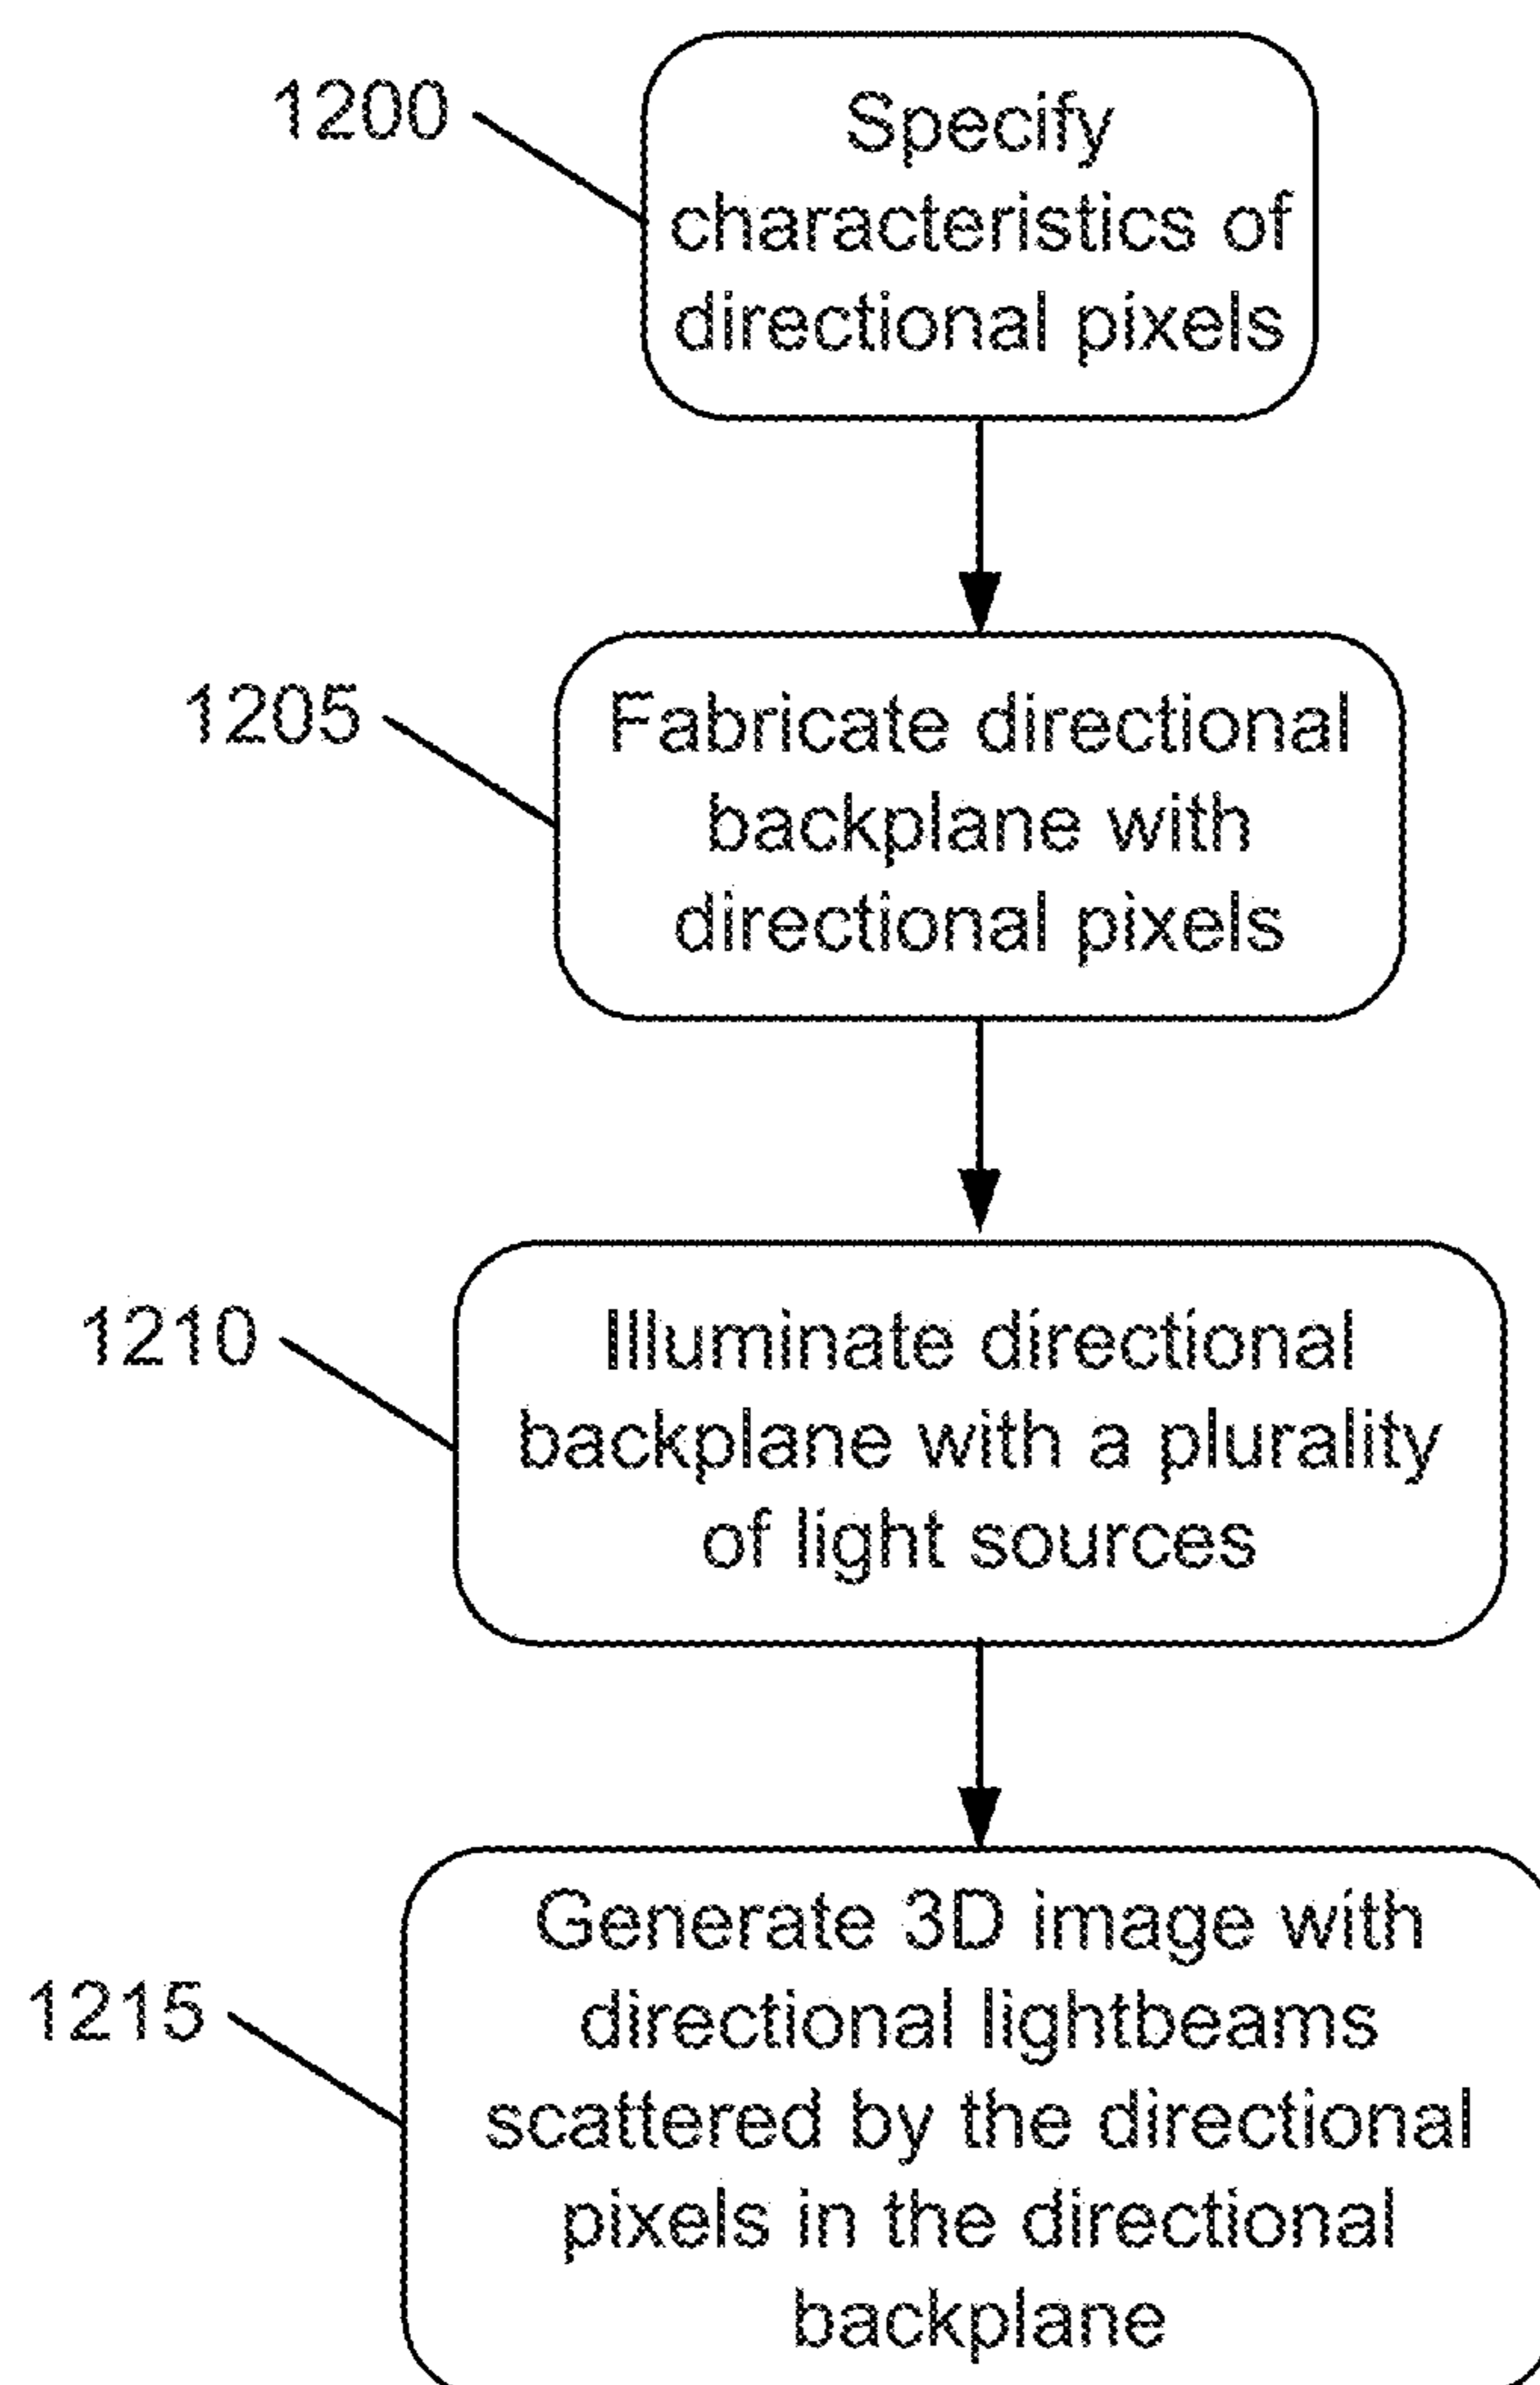 1200
Specify
characteristics of
directional pixels
1205
Fabricate directional
backplane with
directional pixels
1210
Illuminate directional
backplane with a plurality
of light sources
1215
Generate 3D image with
directional lightbeams
scattered by the directional
pixels in the directional
backplane